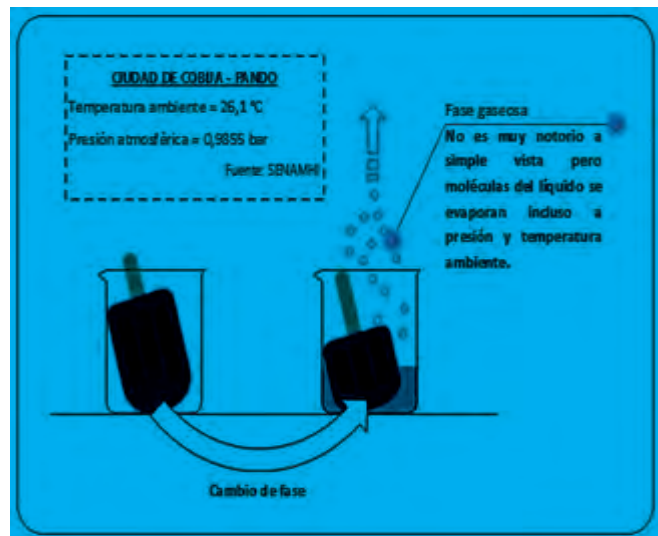 CIUDAD DE COBIJA - PANDO
Temperatura ambiente = 26,1 °C
Presión atmosférica = 0,9855 bar
Fuente: SENAMHI
Fase gaseosa
No es muy notorio a
simple vista pero
moléculas del líquido se
evaporan incluso a
presión y temperatura
ambiente.
Cambio de fase